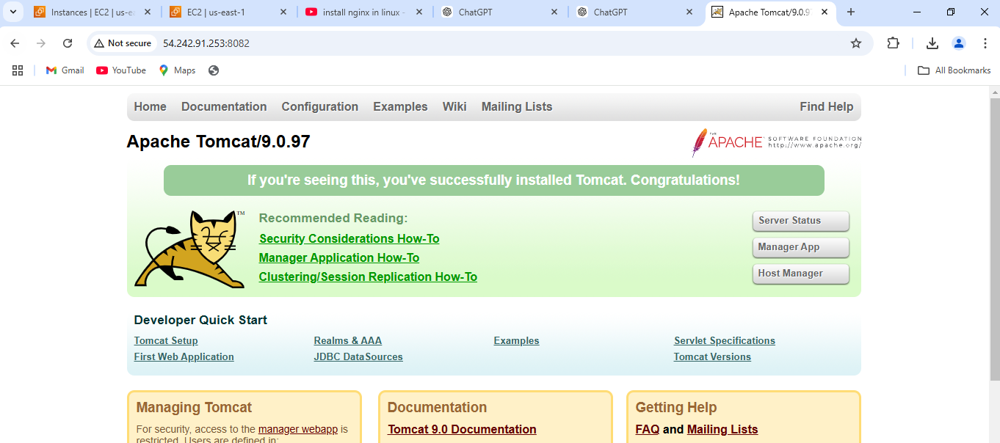 Instances | EC2 | us-ea
EC2 | us-east-1
install nginx in linux -
ChatGPT
ChatGPT
Apache Tomcat/9.0.97
Not secure
54.242.91.253:8082
Gmail
YouTube
Maps
All Bookmarks
Home
Documentation
Configuration
Examples
Wiki
Mailing Lists
Find Help
Apache Tomcat/9.0.97
THE
APACHE
SOFTWARE FOUNDATION
http://www.apache.org/
If you're seeing this, you've successfully installed Tomcat. Congratulations!
TM
Recommended Reading:
Security Considerations How-To
Manager Application How-To
Clustering/Session Replication How-To
Server Status
Manager App
Host Manager
Developer Quick Start
Tomcat Setup
First Web Application
Realms & AAA
JDBC DataSources
Examples
Servlet Specifications
Tomcat Versions
Managing Tomcat
For security, access to the manager webapp is
restricted. Users are defined in:
Documentation
Tomcat 9.0 Documentation
Getting Help
FAQ and Mailing Lists